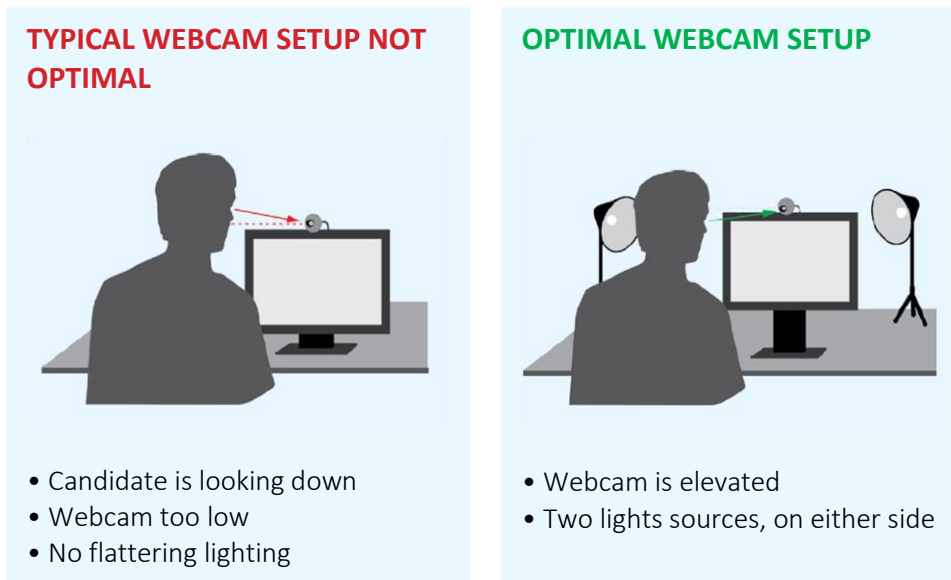 TYPICAL WEBCAM SETUP NOT
OPTIMAL
• Candidate is looking down
• Webcam too low
• No flattering lighting
OPTIMAL WEBCAM SETUP
• Webcam is elevated
• Two lights sources, on either side